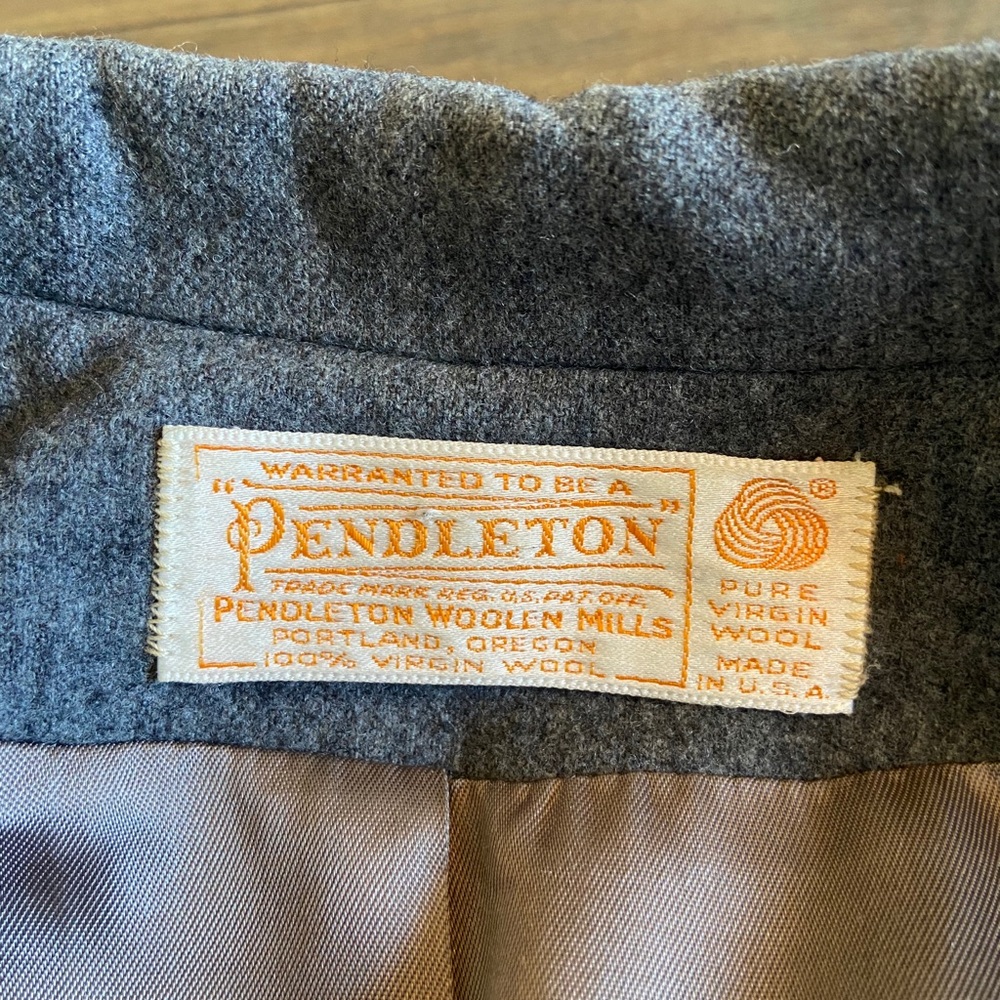 WARRANTED TO BE A
"PENDLETON"
TRADE MARK REG. U.S. PAT. OFF.
PENDLETON WOOLEN MILLS
PORTLAND, OREGON
100% VIRGIN WOOL
®
PURE
VIRGIN
WOOL
MADE
IN U.S.A.